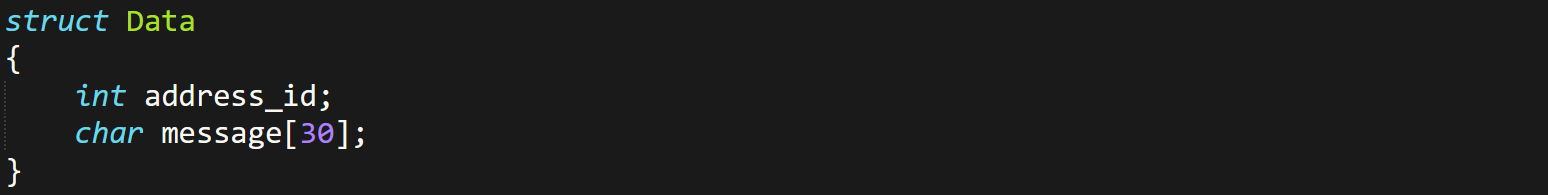 struct Data
{
    int address_id;
    char message[30];
}